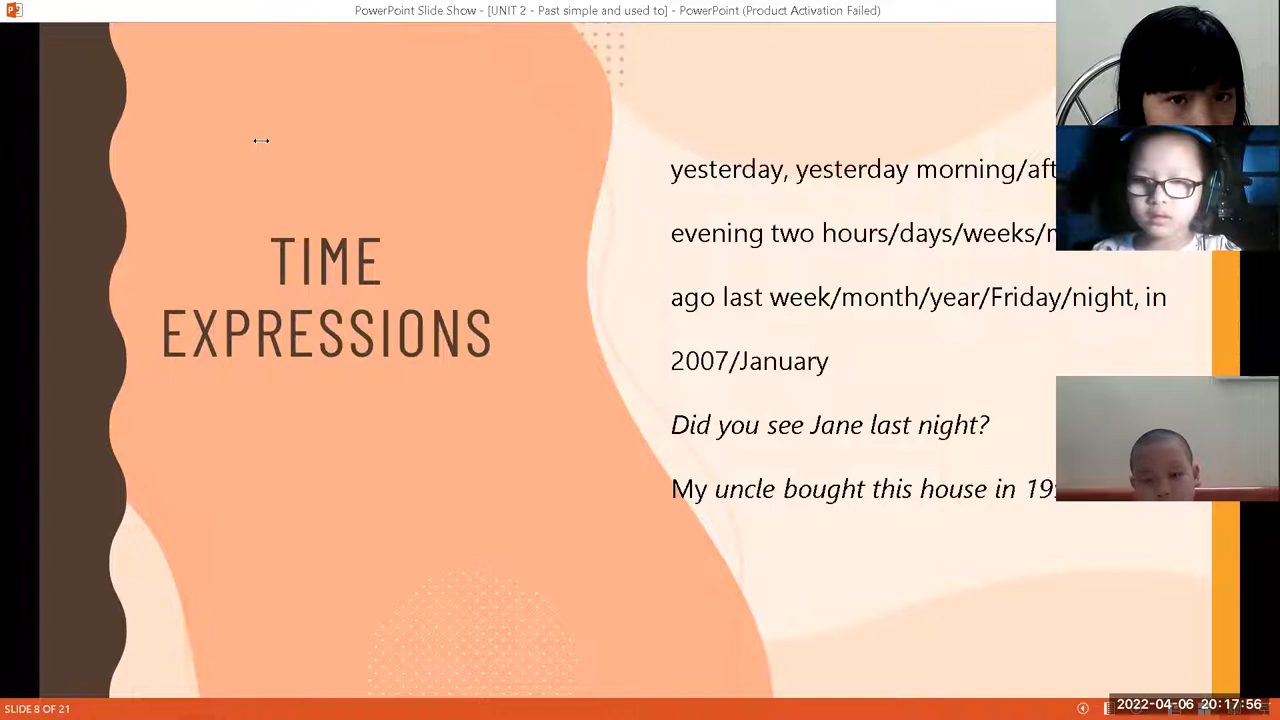 PowerPoint Slide Show - [UNIT 2 - Past simple and used to] - PowerPoint (Product Activation Failed)
TIME
EXPRESSIONS
yesterday, yesterday morning/
evening two hours/days/weeks/
ago last week/month/year/Friday/night, in
2007/January
Did you see Jane last night?
My uncle bought this house in
SLIDE 8 OF 21
2022-04-06 20:17:56